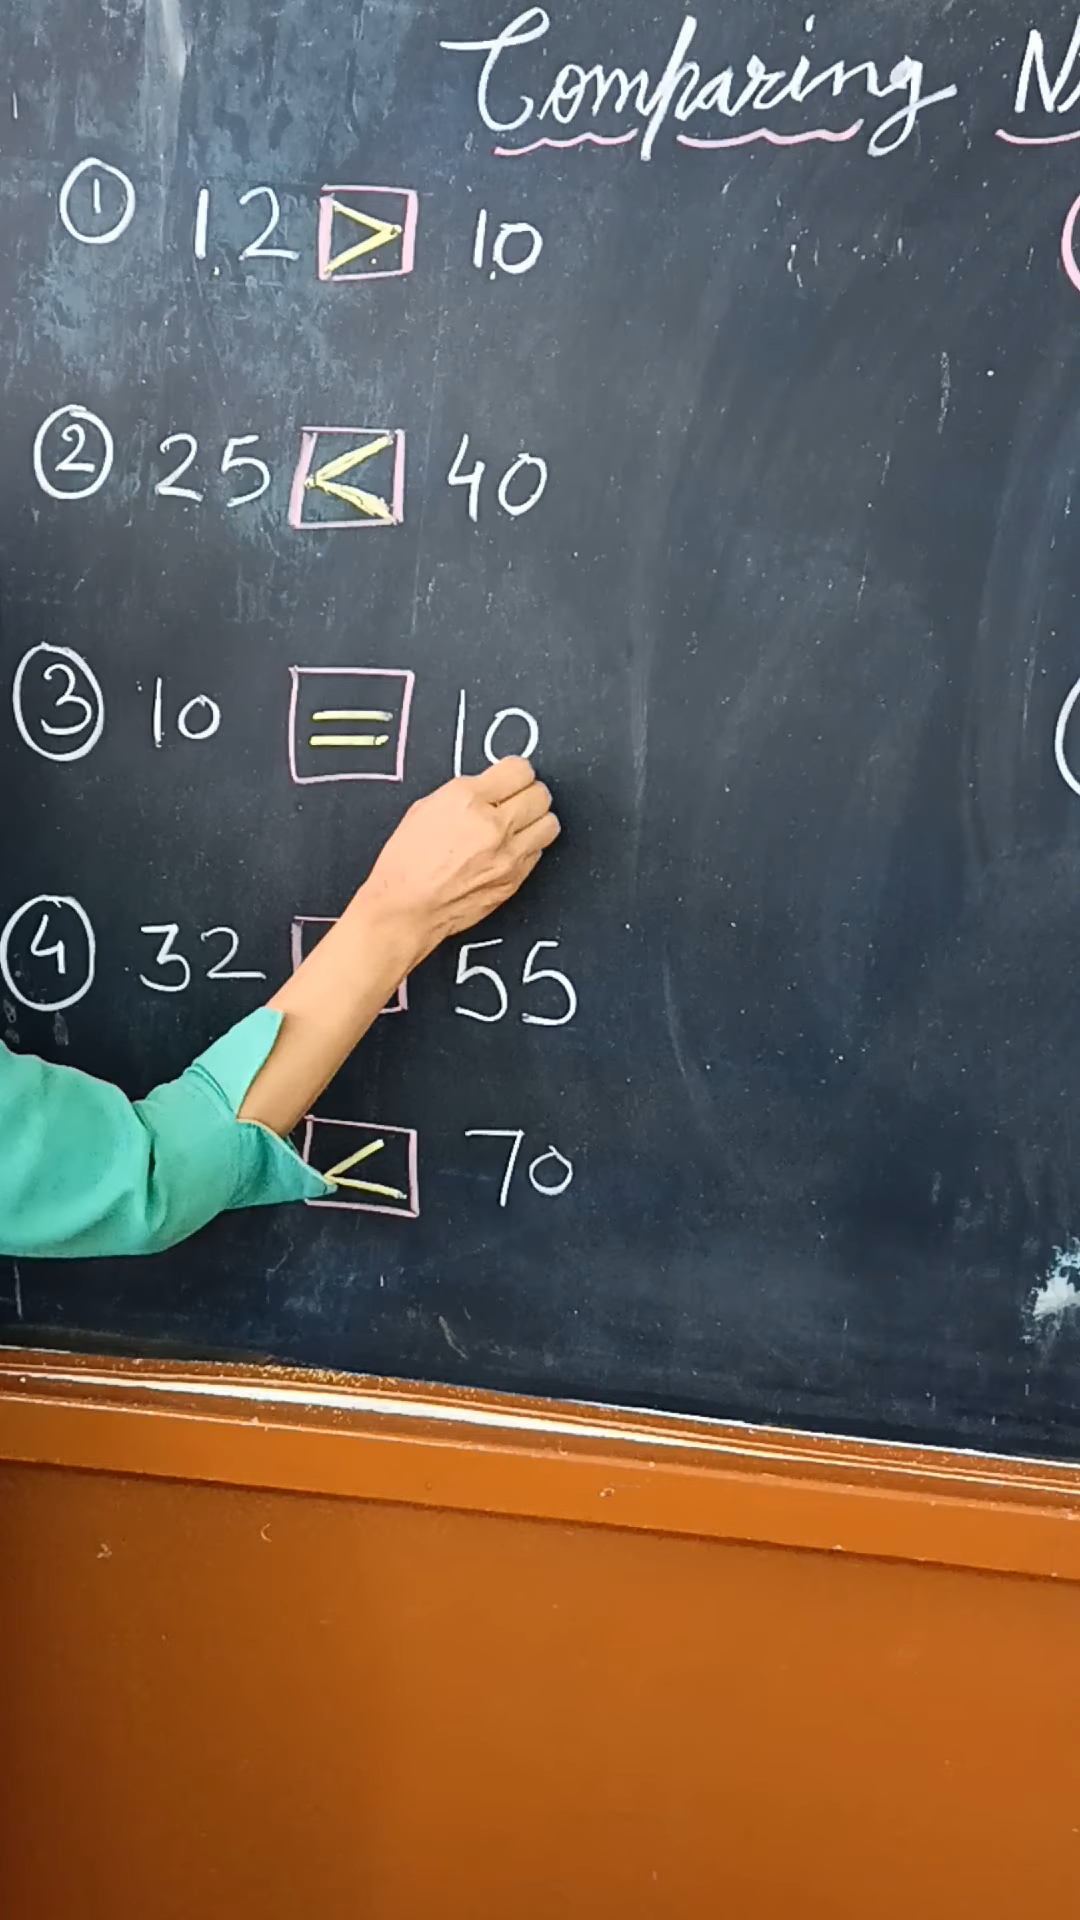 Comparing
① 12 > 10
② 25 < 40
③ 10 = 10
④ 32 55
< 70